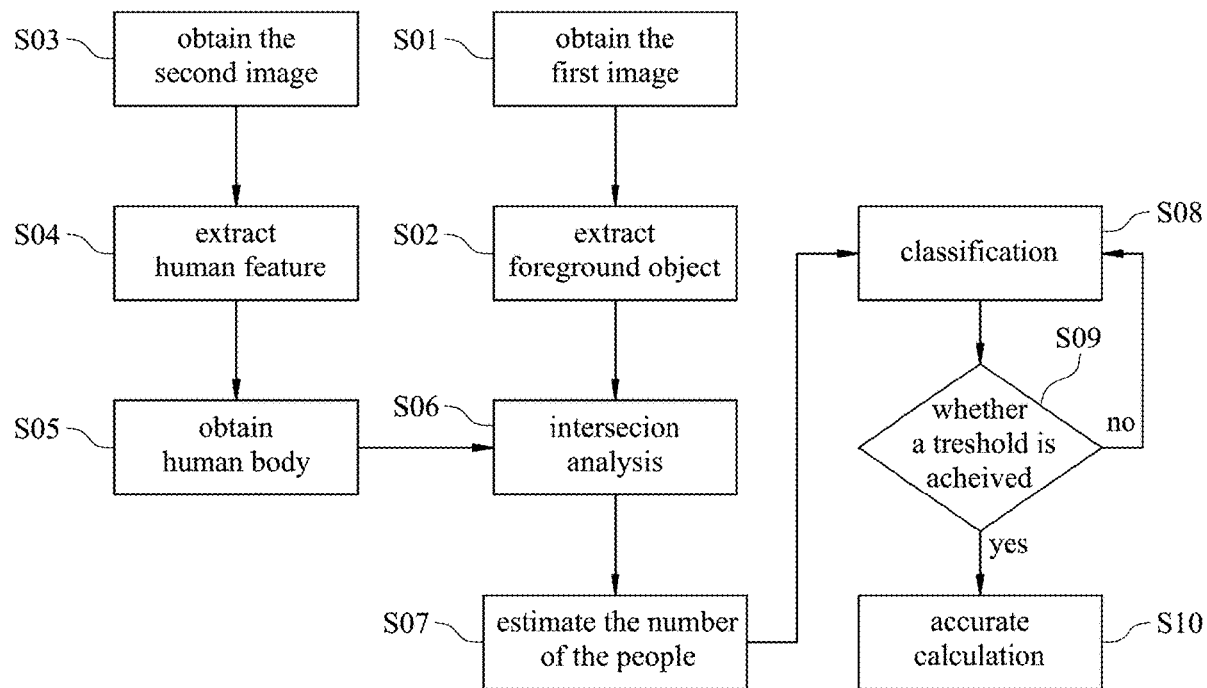 S03
obtain the
second image
S01
obtain the
first image
S04
extract
human feature
S02
extract
foreground object
S08
classification
S05
obtain
human body
S06
intersecion
analysis
S09
whether
a treshold is
acheived
no
yes
S07
estimate the number
of the people
accurate
calculation
S10